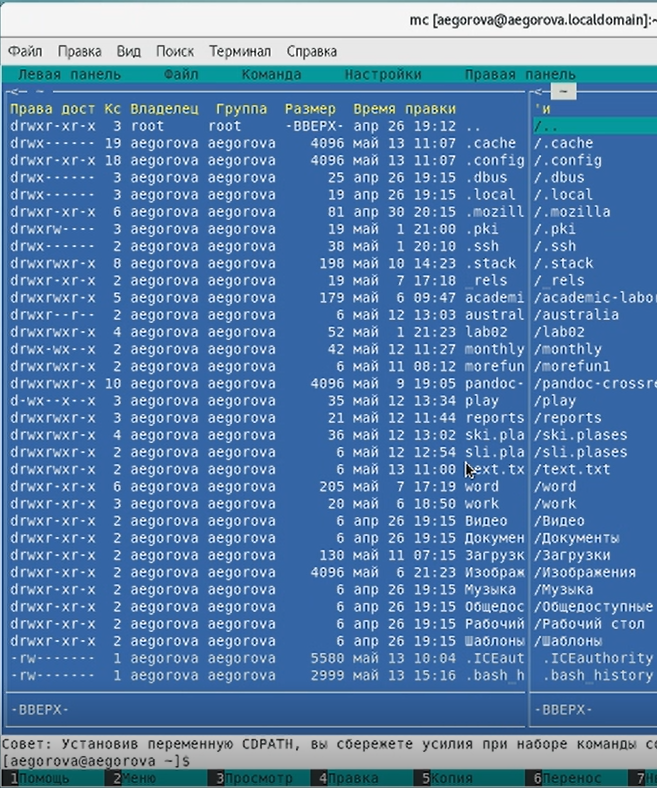 mc [aegorova@aegorova.localdomain]:~
Файл Правка Вид Поиск Терминал Справка
Левая панель Файл Команда Настройки Правая панель
<— ~ <— ~
Права дост Кс Владелец Группа Размер Время правки 'и
drwxr-xr-x 3 root root -ВВЕРХ- апр 26 19:12 .. /..
drwx------ 19 aegorova aegorova 4096 май 13 11:07 .cache /.cache
drwxr-xr-x 18 aegorova aegorova 4096 май 13 11:07 .config /.config
drwx------ 3 aegorova aegorova 25 апр 26 19:15 .dbus /.dbus
drwx------ 3 aegorova aegorova 19 апр 26 19:15 .local /.local
drwxr-xr-x 6 aegorova aegorova 81 апр 30 20:15 .mozill /.mozilla
drwxrw---- 3 aegorova aegorova 19 май 1 21:00 .pki /.pki
drwx------ 2 aegorova aegorova 38 май 1 20:10 .ssh /.ssh
drwxrwxr-x 8 aegorova aegorova 198 май 10 14:23 .stack /.stack
drwxr-xr-x 2 aegorova aegorova 19 май 7 17:18 _rels /_rels
drwxrwxr-x 5 aegorova aegorova 179 май 6 09:47 academi /academic-labor
drwxr--r-- 2 aegorova aegorova 6 май 12 13:03 austral /australia
drwxrwxr-x 4 aegorova aegorova 52 май 1 21:23 lab02 /lab02
drwx-wx--x 2 aegorova aegorova 42 май 12 11:27 monthly /monthly
drwxrwxr-x 2 aegorova aegorova 6 май 11 08:12 morefun /morefun1
drwxrwxr-x 10 aegorova aegorova 4096 май 9 19:05 pandoc- /pandoc-crossre
d-wx--x--x 3 aegorova aegorova 35 май 12 13:34 play /play
drwxrwxr-x 3 aegorova aegorova 21 май 12 11:44 reports /reports
drwxrwxr-x 4 aegorova aegorova 36 май 12 13:02 ski.pla /ski.plases
drwxrwxr-x 2 aegorova aegorova 6 май 12 12:54 sli.pla /sli.plases
drwxrwxr-x 2 aegorova aegorova 6 май 13 11:00 text.tx /text.txt
drwxr-xr-x 6 aegorova aegorova 205 май 7 17:19 word /word
drwxr-xr-x 3 aegorova aegorova 20 май 6 18:50 work /work
drwxr-xr-x 2 aegorova aegorova 6 апр 26 19:15 Видео /Видео
drwxr-xr-x 2 aegorova aegorova 6 апр 26 19:15 Докумен /Документы
drwxr-xr-x 2 aegorova aegorova 130 май 11 07:15 Загрузк /Загрузки
drwxr-xr-x 2 aegorova aegorova 4096 май 6 21:23 Изображ /Изображения
drwxr-xr-x 2 aegorova aegorova 6 апр 26 19:15 Музыка /Музыка
drwxr-xr-x 2 aegorova aegorova 6 апр 26 19:15 Общедос /Общедоступные
drwxr-xr-x 2 aegorova aegorova 6 апр 26 19:15 Рабочий /Рабочий стол
drwxr-xr-x 2 aegorova aegorova 6 апр 26 19:15 Шаблоны /Шаблоны
-rw------- 1 aegorova aegorova 5580 май 13 10:04 .ICEaut .ICEauthority
-rw------- 1 aegorova aegorova 2999 май 13 15:16 .bash_h .bash_history
-ВВЕРХ- -ВВЕРХ-
Совет: Установив переменную CDPATH, вы сбережете усилия при наборе команды cd
[aegorova@aegorova ~]$
1Помощь 2Меню 3Просмотр 4Правка 5Копия 6Перенос 7